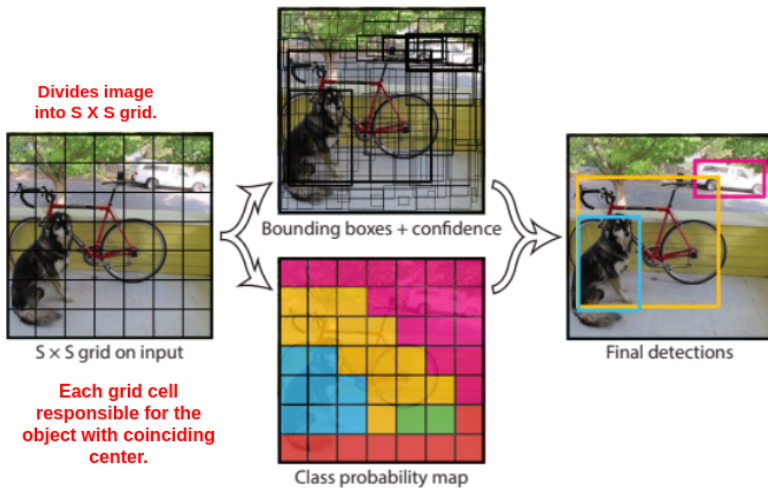 Divides image
into S X S grid.
S × S grid on input
Each grid cell
responsible for the
object with coinciding
center.
Bounding boxes + confidence
Class probability map
Final detections